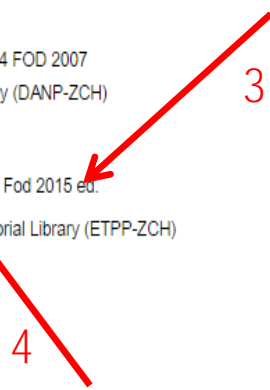 4 FOD 2007
y (DANP-ZCH)
3
Fod 2015 ed.
orial Library (ETPP-ZCH)
4